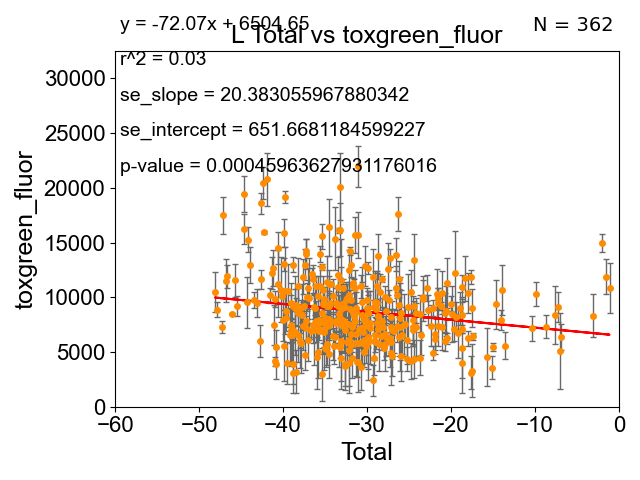 y = -72.07x + 6504.65
N = 362
L Total vs toxgreen_fluor
r^2 = 0.03
se_slope = 20.383055967880342
se_intercept = 651.6681184599227
p-value = 0.00045963627931176016
toxgreen_fluor
30000
25000
20000
15000
10000
5000
0
−60
−50
−40
−30
−20
−10
0
Total